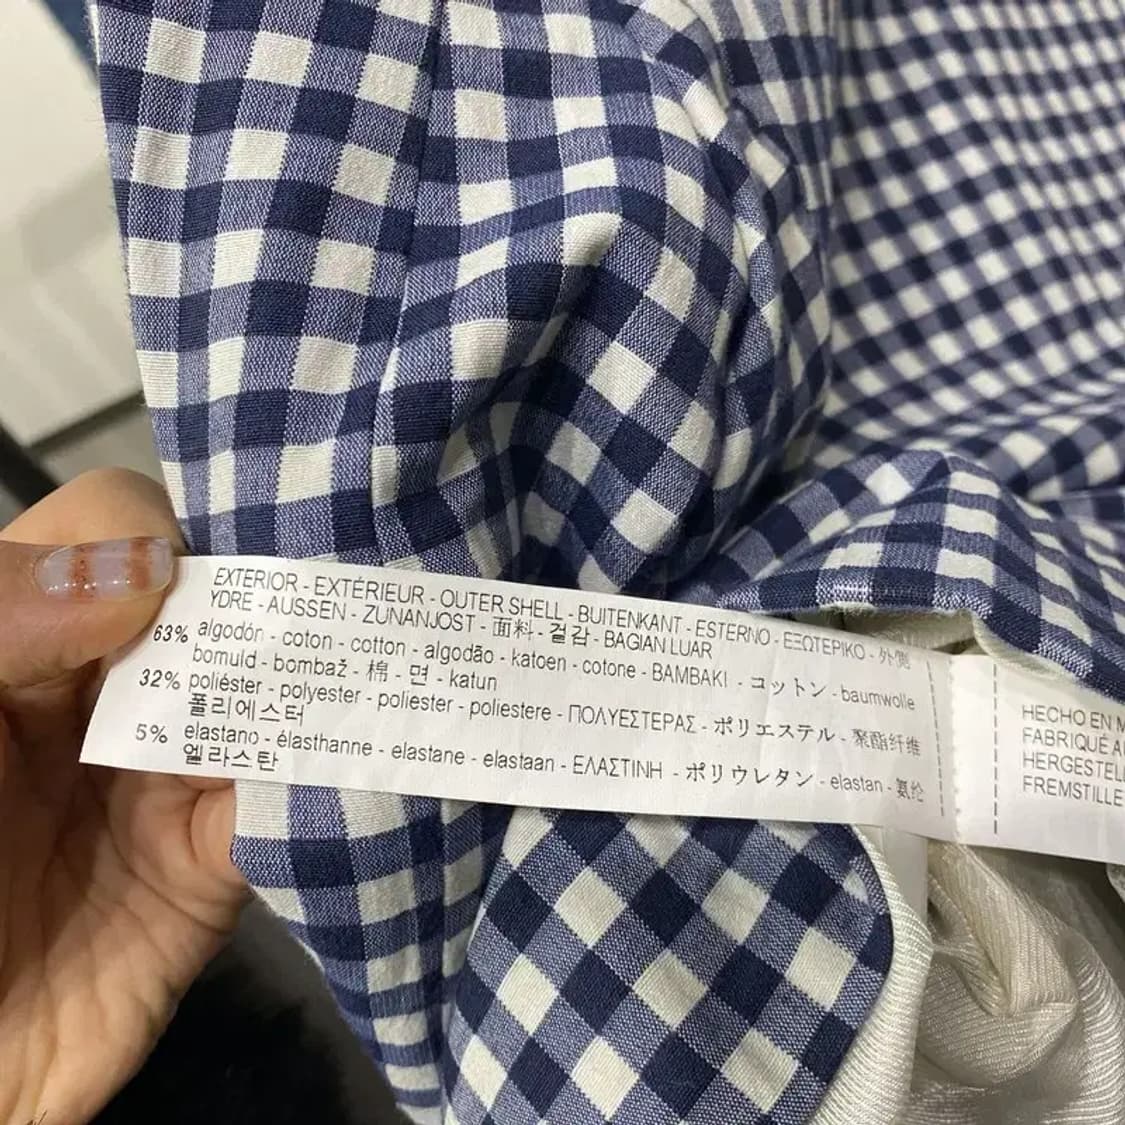 EXTERIOR - EXTÉRIEUR - OUTER SHELL - BUITENKANT - ESTERNO - ΕΞΩΤΕΡΙΚΟ - 外側
YDRE - AUSSEN - ZUNANJOST - 面料 - 겉감 - BAGIAN LUAR
63% algodón - coton - cotton - algodão - katoen - cotone - BAMBAKI - コットン - baumwolle
bomuld - bombaž - 棉 - 면 - katun
32% poliéster - polyester - poliester - poliestere - ΠΟΛΥΕΣΤΕΡΑΣ - ポリエステル - 聚酯纤维
폴리에스터
5% elastano - élasthanne - elastane - elastaan - ΕΛΑΣΤΙΝΗ - ポリウレタン - elastan - 氨纶
엘라스탄
HECHO EN
FABRIQUÉ